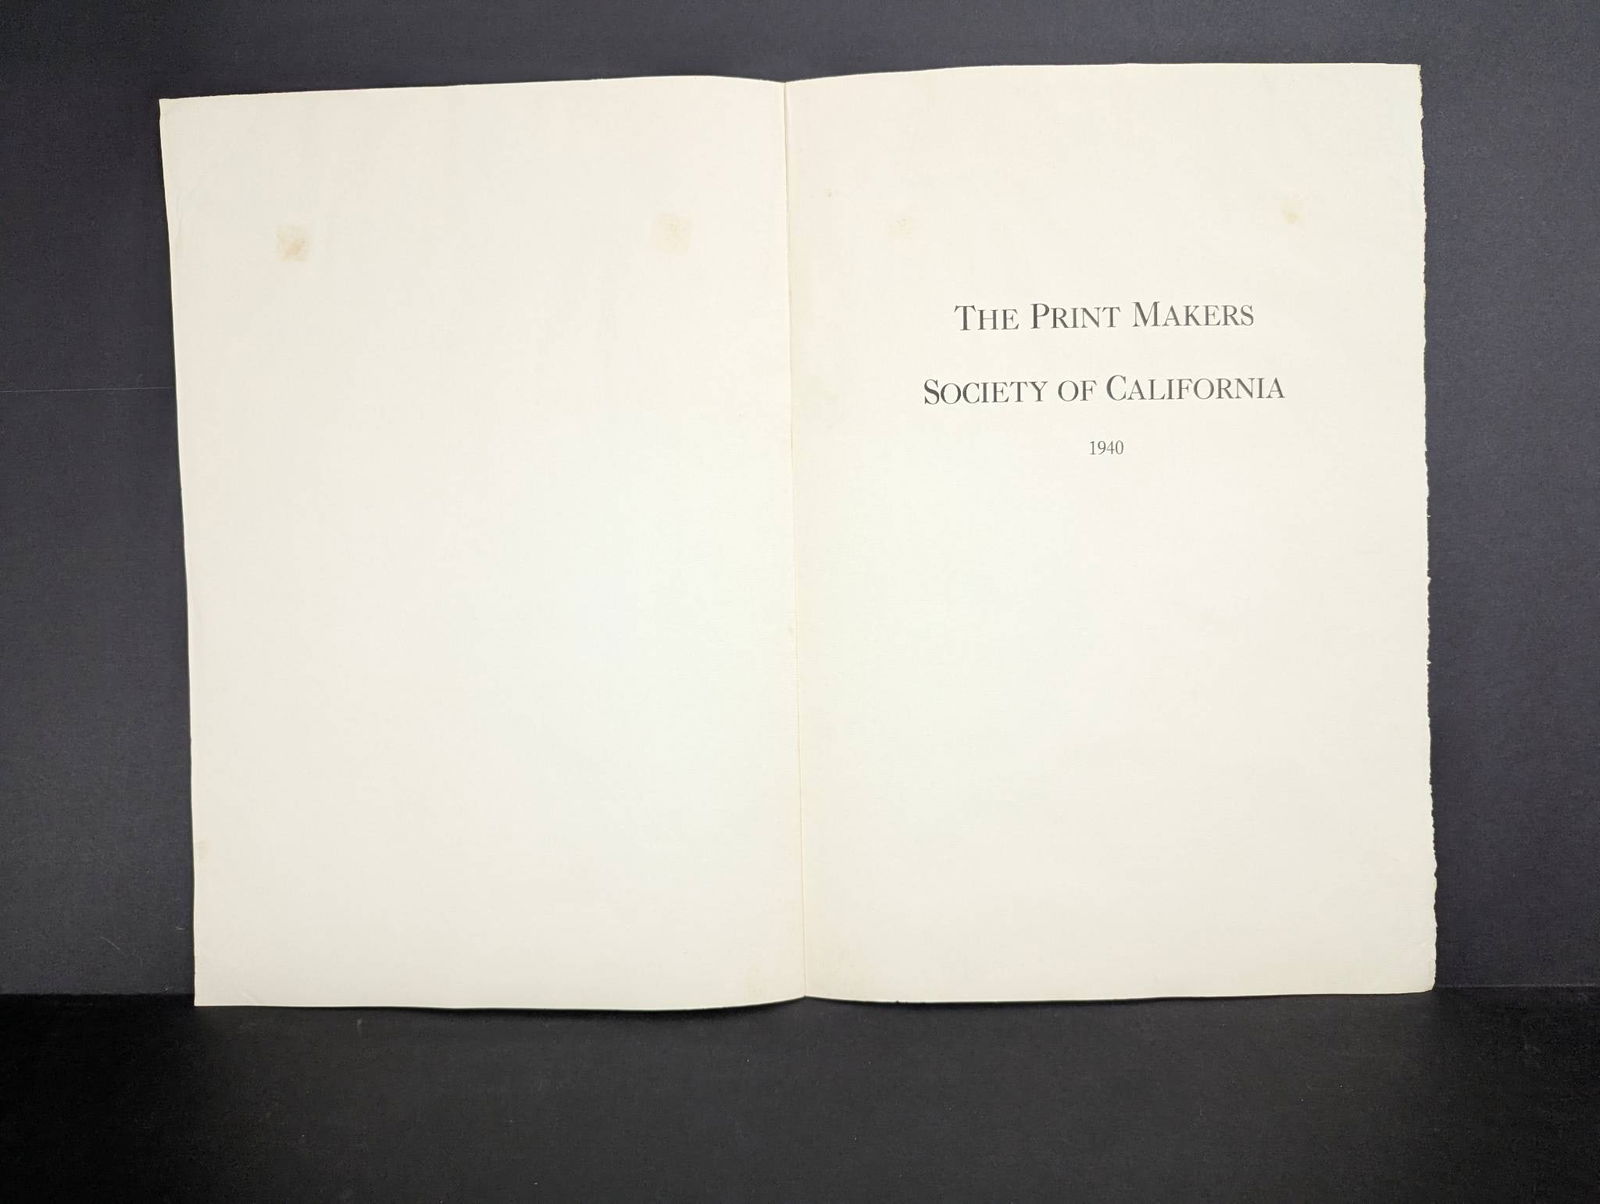 The Print Makers
Society of California
1940